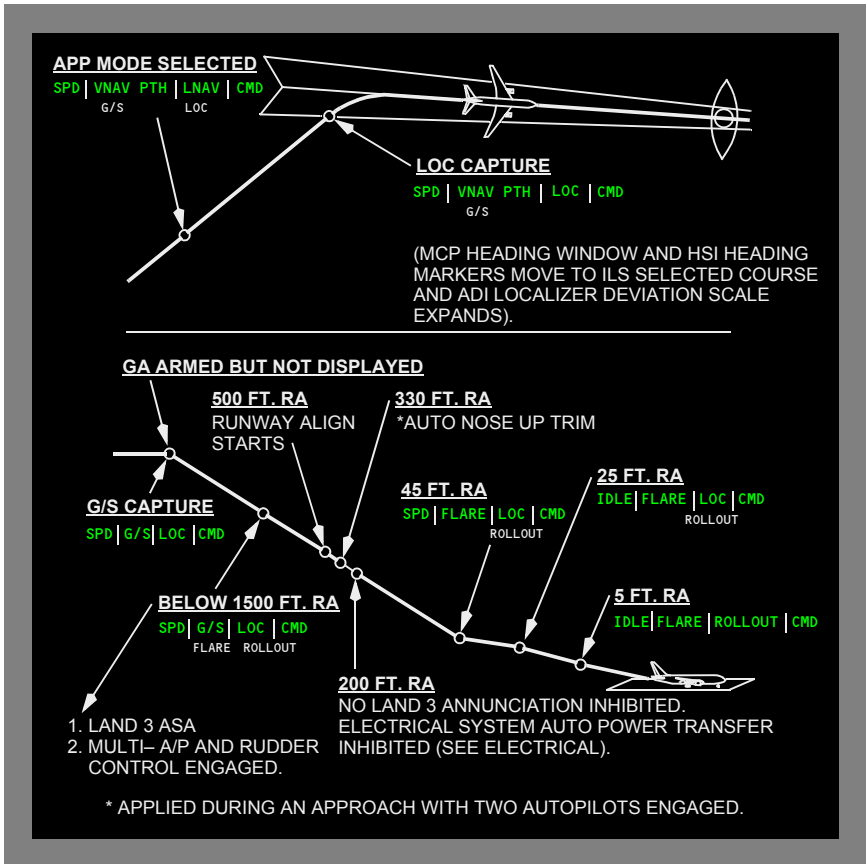 APP MODE SELECTED
SPD | VNAV PTH | LNAV | CMD
G/S LOC
LOC CAPTURE
SPD | VNAV PTH | LOC | CMD
G/S
(MCP HEADING WINDOW AND HSI HEADING
MARKERS MOVE TO ILS SELECTED COURSE
AND ADI LOCALIZER DEVIATION SCALE
EXPANDS).
GA ARMED BUT NOT DISPLAYED
500 FT. RA
RUNWAY ALIGN
STARTS
330 FT. RA
*AUTO NOSE UP TRIM
G/S CAPTURE
SPD | G/S | LOC | CMD
45 FT. RA
SPD | FLARE | LOC | CMD
ROLLOUT
25 FT. RA
IDLE | FLARE | LOC | CMD
ROLLOUT
BELOW 1500 FT. RA
SPD | G/S | LOC | CMD
FLARE ROLLOUT
5 FT. RA
IDLE | FLARE | ROLLOUT | CMD
1. LAND 3 ASA
2. MULTI– A/P AND RUDDER
CONTROL ENGAGED.
200 FT. RA
NO LAND 3 ANNUNCIATION INHIBITED.
ELECTRICAL SYSTEM AUTO POWER TRANSFER
INHIBITED (SEE ELECTRICAL).
* APPLIED DURING AN APPROACH WITH TWO AUTOPILOTS ENGAGED.